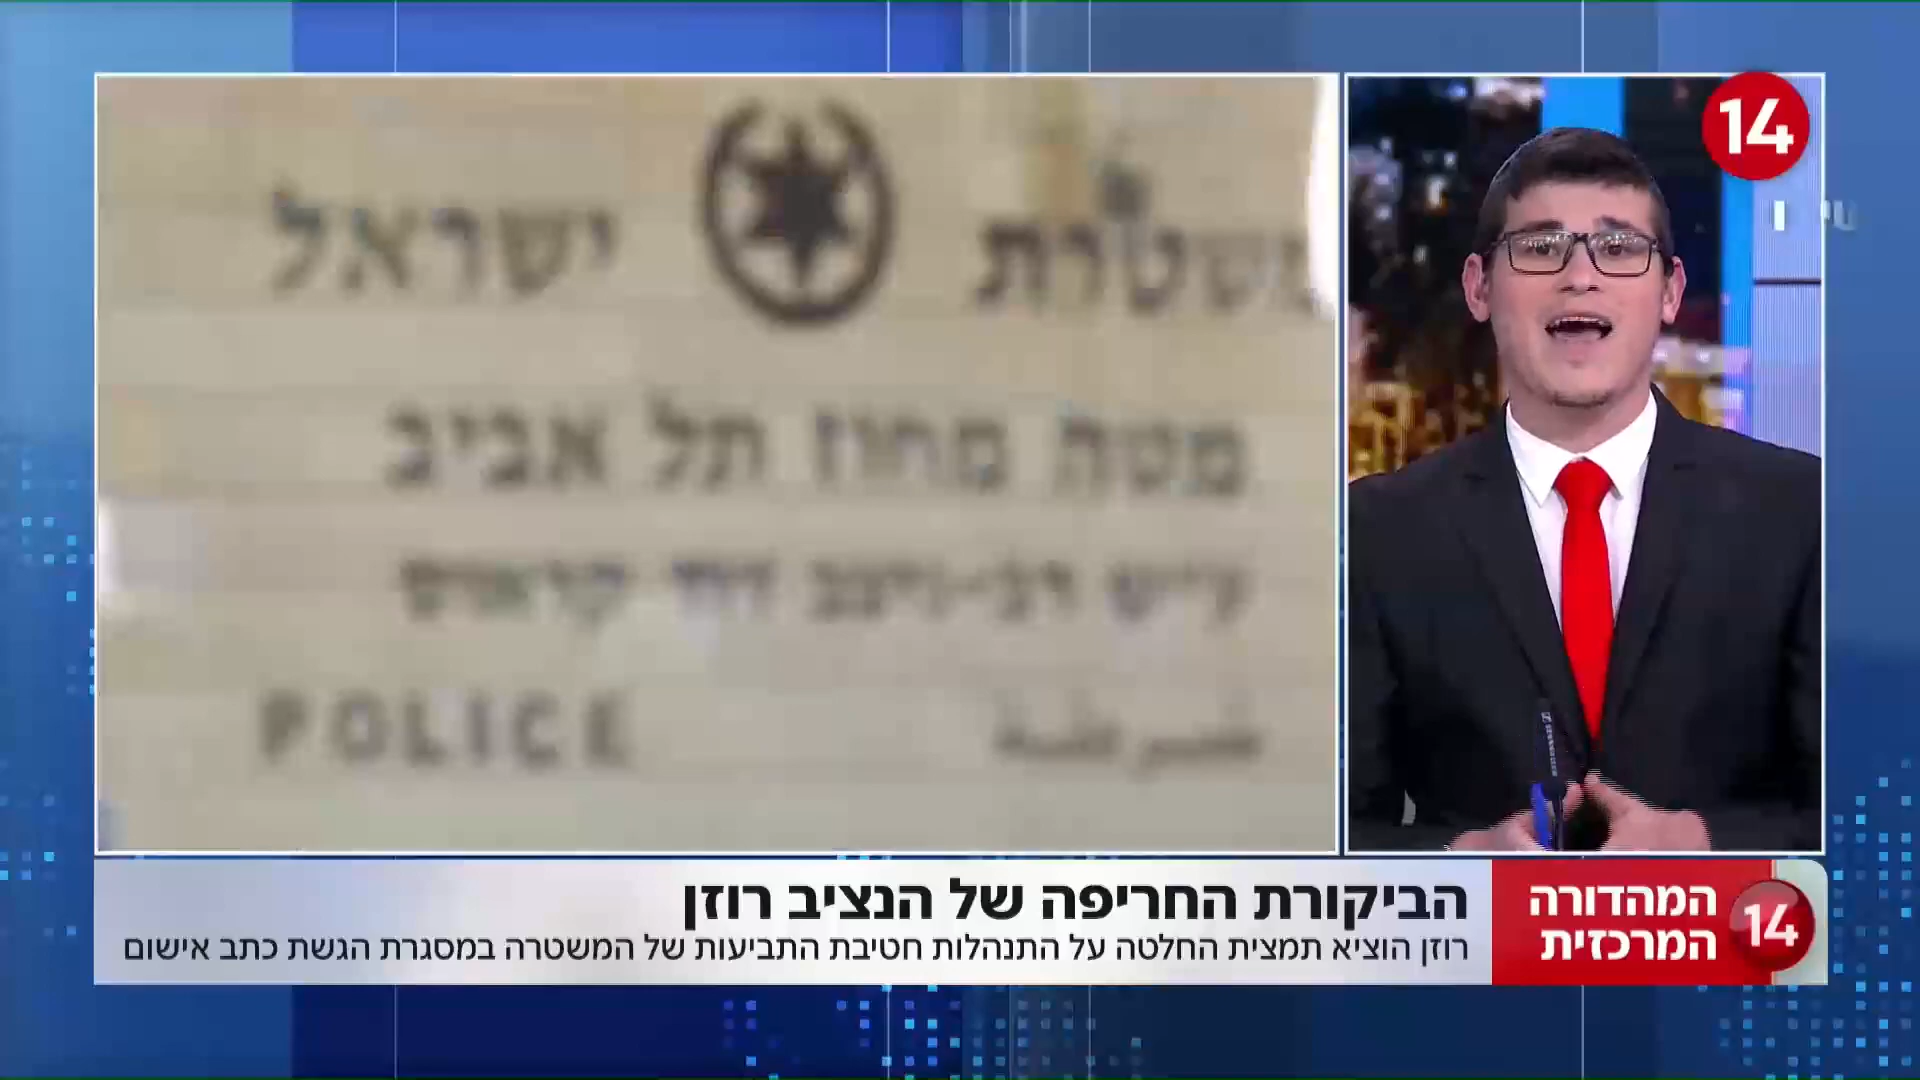 14
משטרת ישראל
מטה מחוז תל אביב
POLICE
شرطة
המהדורה
המרכזית
14
הביקורת החריפה של הנציב רוזן
רוזן הוציא תמצית החלטה על התנהלות חטיבת התביעות של המשטרה במסגרת הגשת כתב אישום